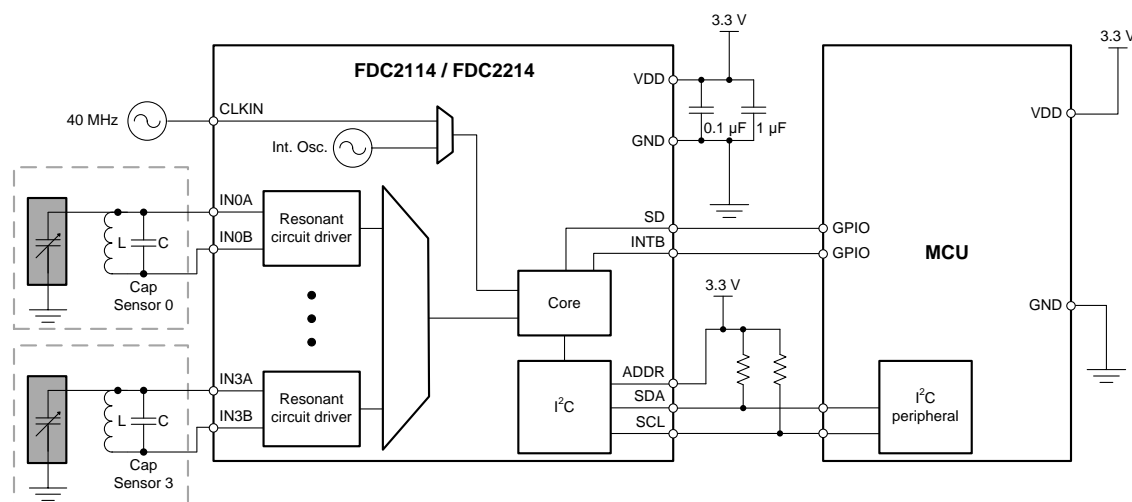 FDC2114 / FDC2214
3.3 V
MCU
3.3 V
VDD
VDD
40 MHz
CLKIN
Int. Osc.
0.1 µF
1 µF
GND
IN0A
IN0B
Resonant
circuit driver
L
C
Cap
Sensor 0
SD
INTB
GPIO
GPIO
Core
3.3 V
GND
IN3A
IN3B
Resonant
circuit driver
L
C
Cap
Sensor 3
I²C
ADDR
SDA
SCL
I²C
peripheral